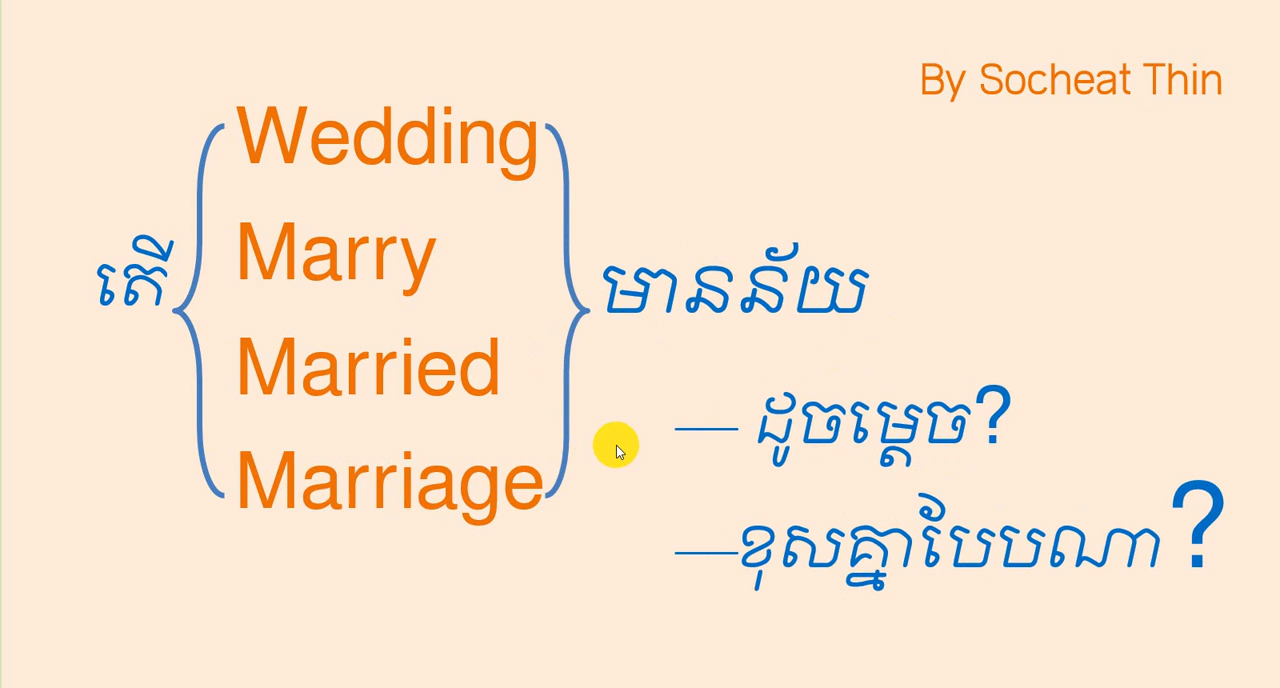 By Socheat Thin
Wedding
Marry
តើ
មានន័យ
Married
ដូចម្ដេច?
Marriage
ខុសគ្នាបែបណា?